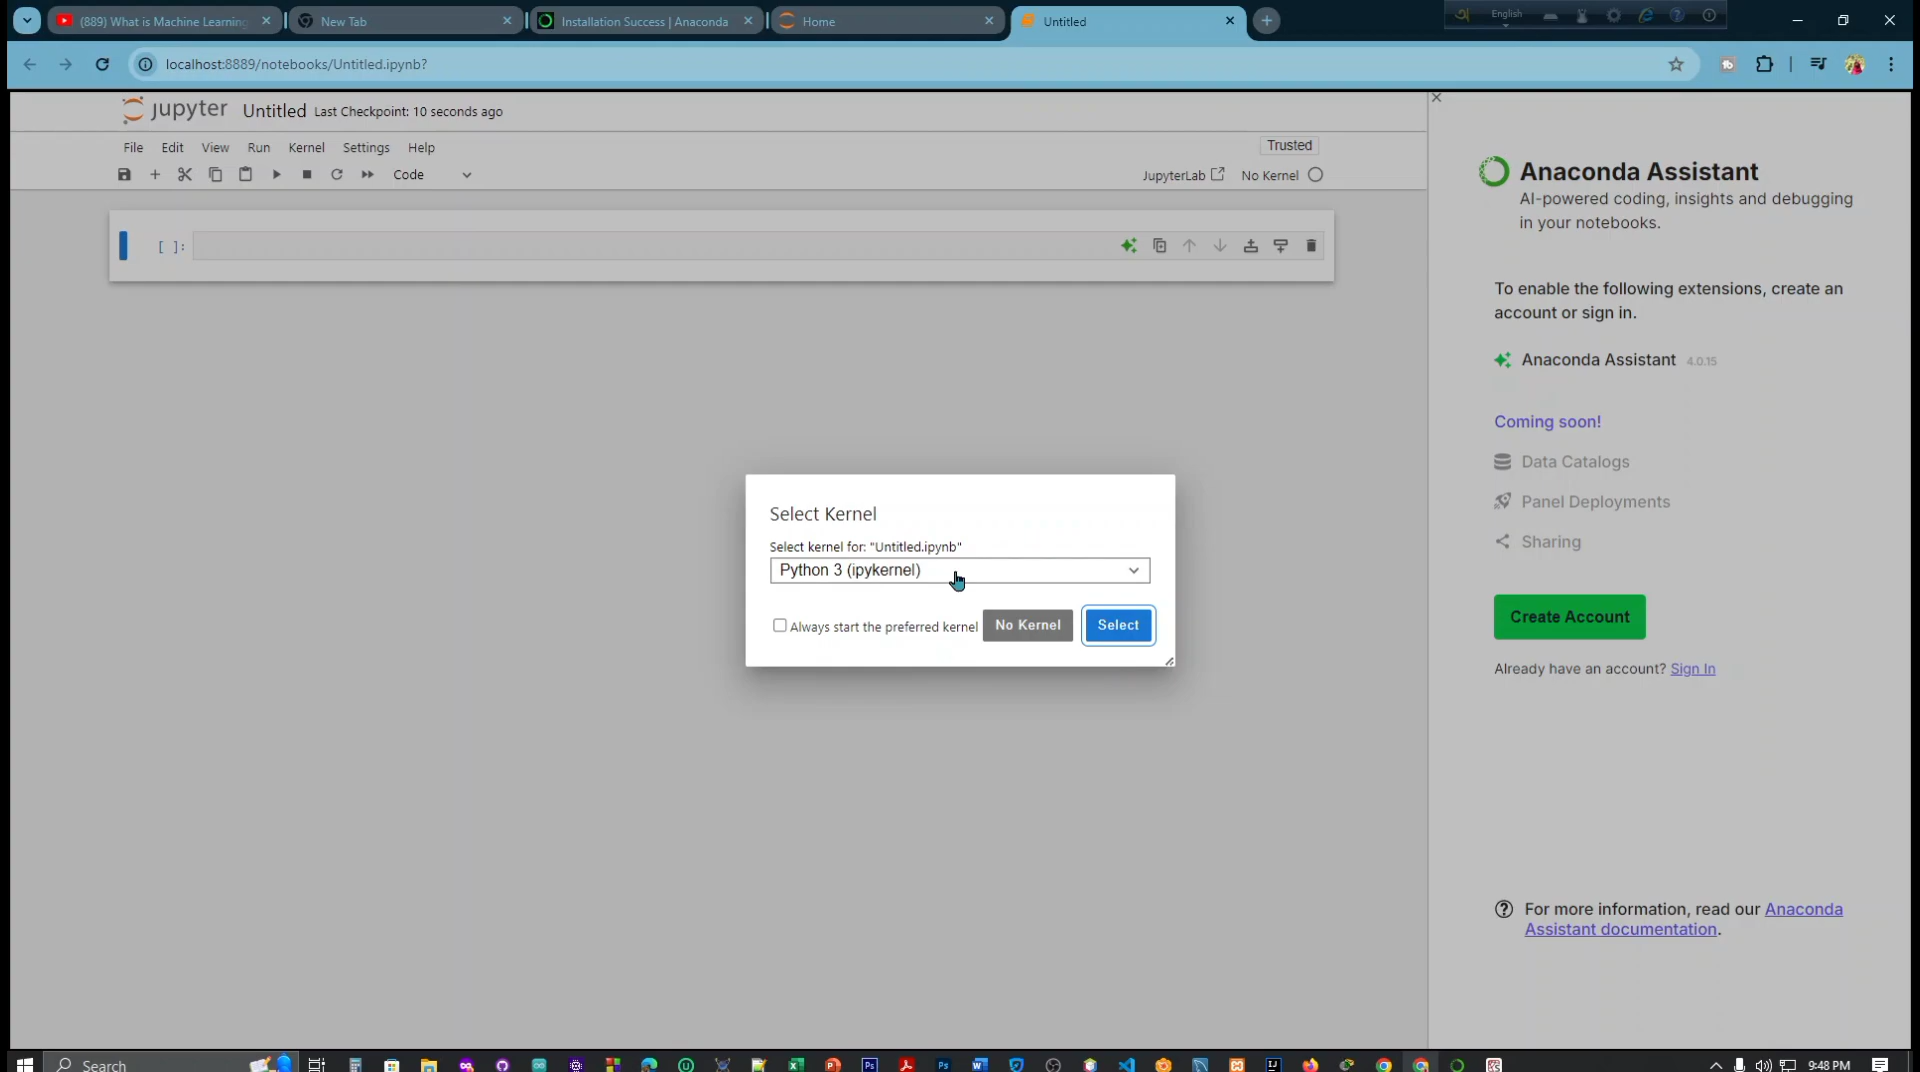 (889) What is Machine Learning
New Tab
Installation Success | Anaconda
Home
Untitled
English
localhost:8889/notebooks/Untitled.ipynb?
jupyter Untitled Last Checkpoint: 10 seconds ago
File Edit View Run Kernel Settings Help
Trusted
Code
JupyterLab No Kernel
[ ]:
Anaconda Assistant
AI-powered coding, insights and debugging
in your notebooks.
To enable the following extensions, create an
account or sign in.
Anaconda Assistant 4.0.15
Coming soon!
Data Catalogs
Panel Deployments
Sharing
Create Account
Already have an account? Sign In
For more information, read our Anaconda
Assistant documentation.
Select Kernel
Select kernel for: "Untitled.ipynb"
Python 3 (ipykernel)
Always start the preferred kernel No Kernel Select
Search
9:48 PM